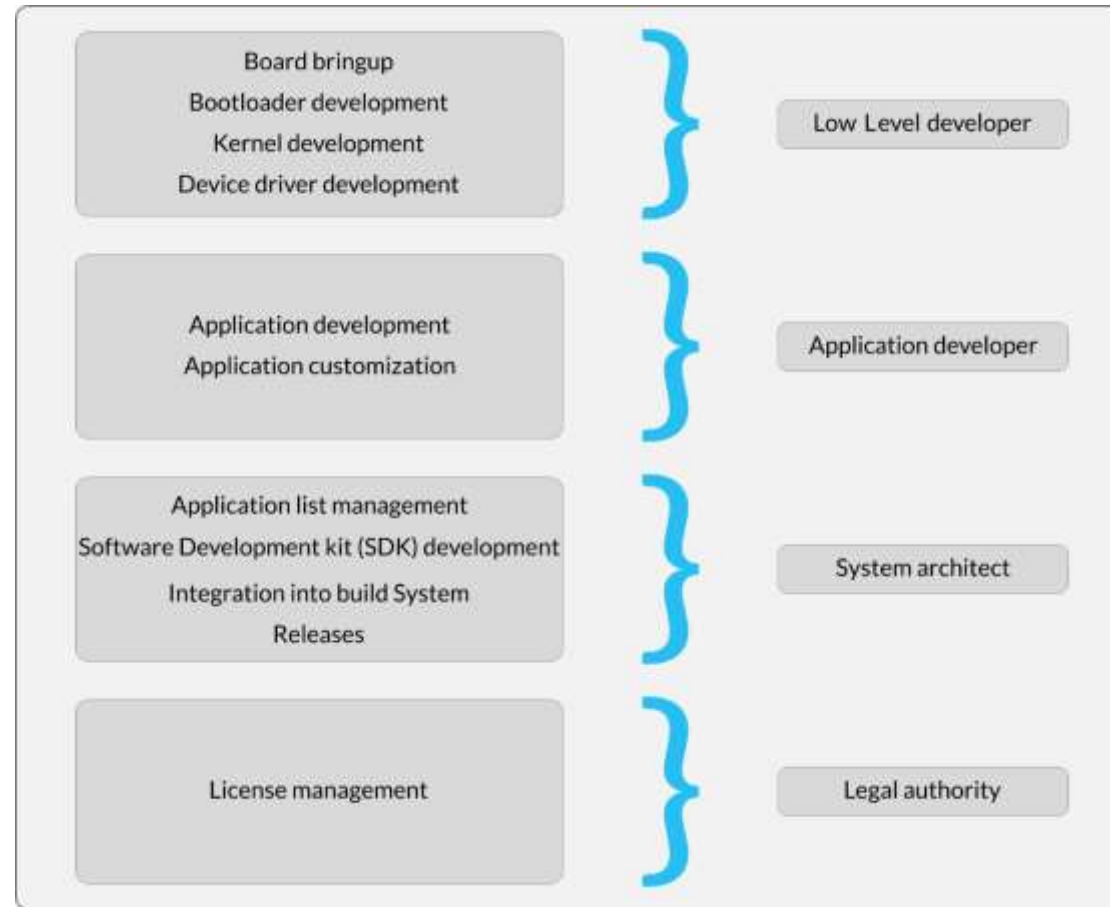 Board bringup
Bootloader development
Kernel development
Device driver development
Low Level developer
Application development
Application customization
Application developer
Application list management
Software Development kit (SDK) development
Integration into build System
Releases
System architect
License management
Legal authority